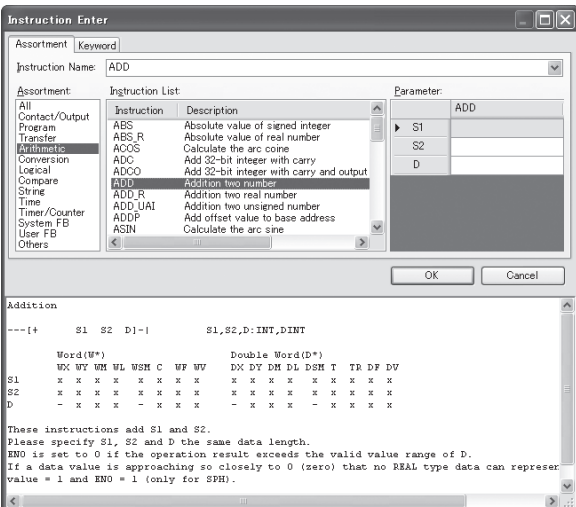 Instruction Enter
Assortment Keyword
Instruction Name: ADD
Assortment: Instruction List: Parameter:
All
Contact/Output
Program
Transfer
Arithmetic
Conversion
Logical
Compare
String
Time
Timer/Counter
System FB
User FB
Others
Instruction Description
ABS Absolute value of signed integer
ABS_R Absolute value of real number
ACOS Calculate the arc coine
ADC Add 32-bit integer with carry
ADCO Add 32-bit integer with carry and output
ADD Addition two number
ADD_R Addition two real number
ADD_UAI Addition two unsigned number
ADDP Add offset value to base address
ASIN Calculate the arc sine
ADD
S1
S2
D
OK Cancel
Addition
---[+ S1 S2 D]-| S1,S2,D:INT,DINT
Word(W*) Double Word(D*)
WX WY WM WL WSM C WF WV DX DY DM DL DSM T TR DF DV
S1 x x x x x x x x x x x x x x x x x
S2 x x x x x x x x x x x x x x x x x
D - x x x - x x x - x x x - x x x x
These instructions add S1 and S2.
Please specify S1, S2 and D the same data length.
ENO is set to 0 if the operation result exceeds the valid value range of D.
If a data value is approaching so closely to 0 (zero) that no REAL type data can represen
value = 1 and ENO = 1 (only for SPH).